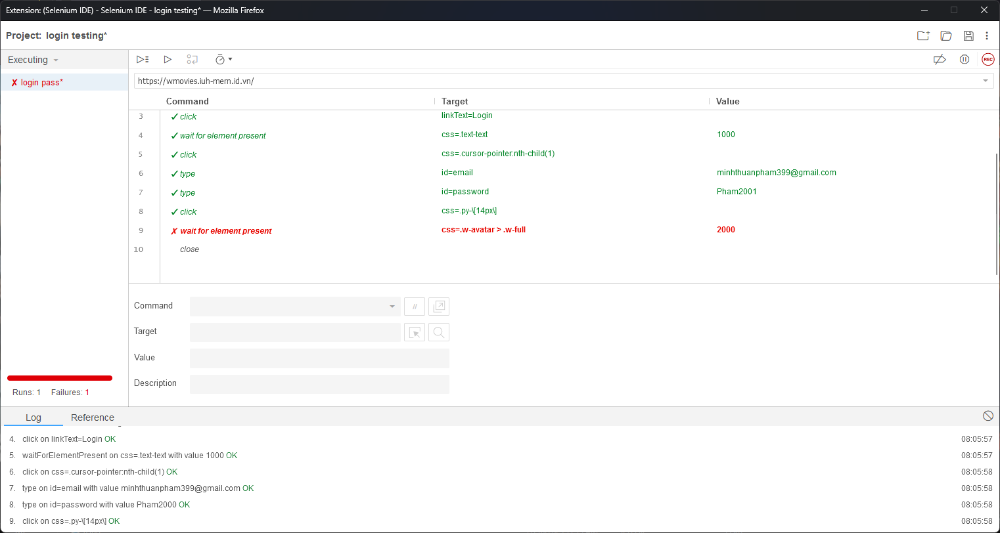 Extension: (Selenium IDE) - Selenium IDE - login testing* — Mozilla Firefox
Project: login testing*
Executing
✗ login pass*
REC
https://wmovies.iuh-mern.id.vn/
Command Target Value
3 ✓ click linkText=Login
4 ✓ wait for element present css=.text-text 1000
5 ✓ click css=.cursor-pointer:nth-child(1)
6 ✓ type id=email minhthuanpham399@gmail.com
7 ✓ type id=password Pham2001
8 ✓ click css=.py-\[14px\]
9 ✗ wait for element present css=.w-avatar > .w-full 2000
10 close
Command //
Target
Value
Description
Runs: 1 Failures: 1
Log Reference
4. click on linkText=Login OK 08:05:57
5. waitForElementPresent on css=.text-text with value 1000 OK 08:05:57
6. click on css=.cursor-pointer:nth-child(1) OK 08:05:58
7. type on id=email with value minhthuanpham399@gmail.com OK 08:05:58
8. type on id=password with value Pham2000 OK 08:05:58
9. click on css=.py-\[14px\] OK 08:05:58